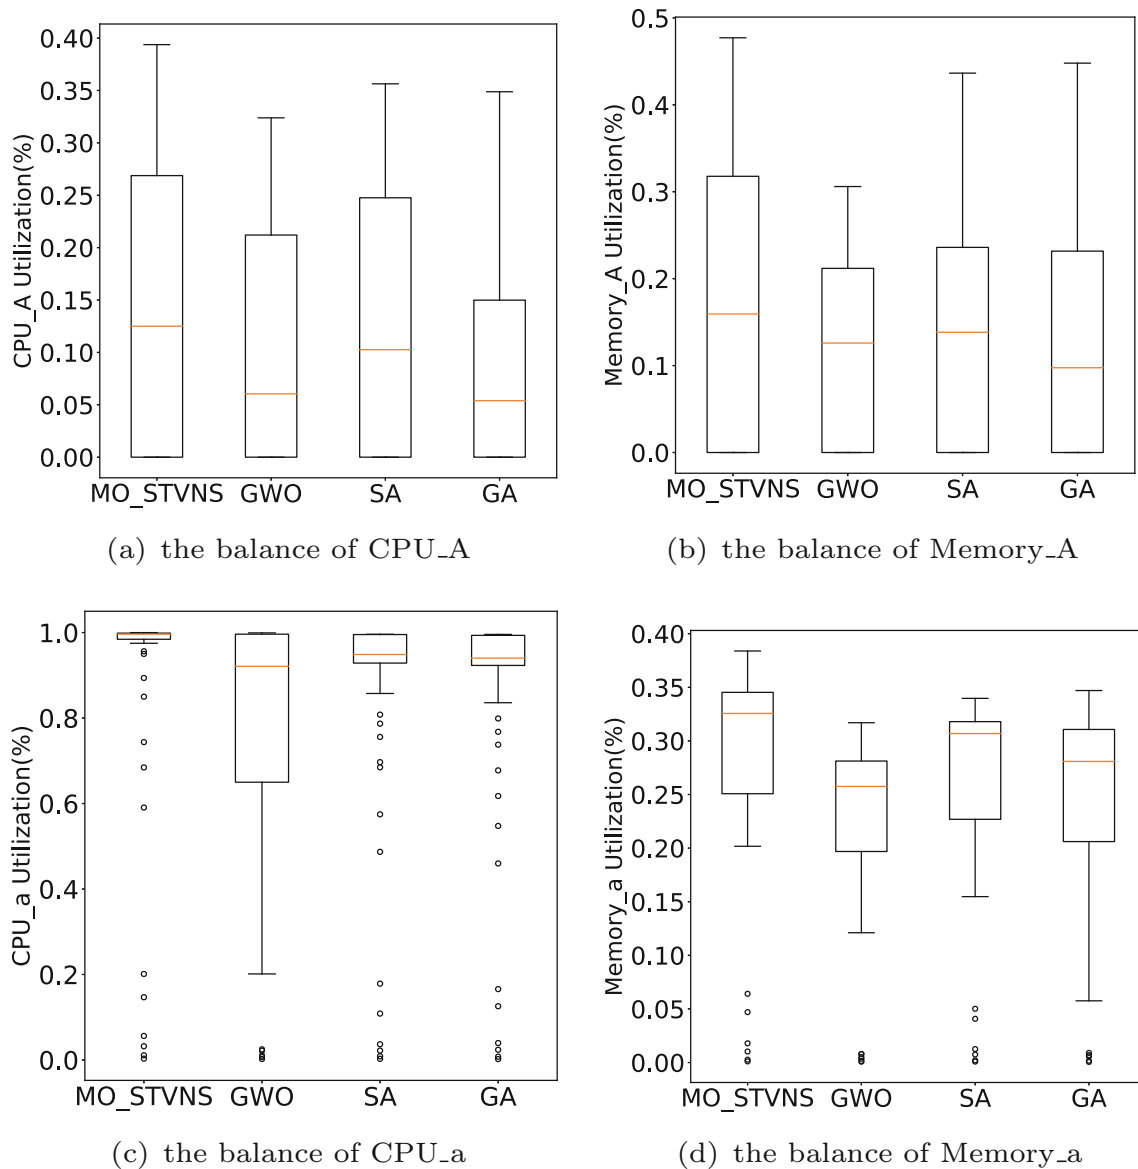 0.40
0.35
0.30
0.25
0.20
0.15
0.10
0.05
0.00
CPU_A Utilization(%)
MO_STVNS GWO SA GA
(a) the balance of CPU_A
0.5
0.4
0.3
0.2
0.1
0.0
Memory_A Utilization(%)
MO_STVNS GWO SA GA
(b) the balance of Memory_A
1.0
0.8
0.6
0.4
0.2
0.0
CPU_a Utilization(%)
MO_STVNS GWO SA GA
(c) the balance of CPU_a
0.40
0.35
0.30
0.25
0.20
0.15
0.10
0.05
0.00
Memory_a Utilization(%)
MO_STVNS GWO SA GA
(d) the balance of Memory_a